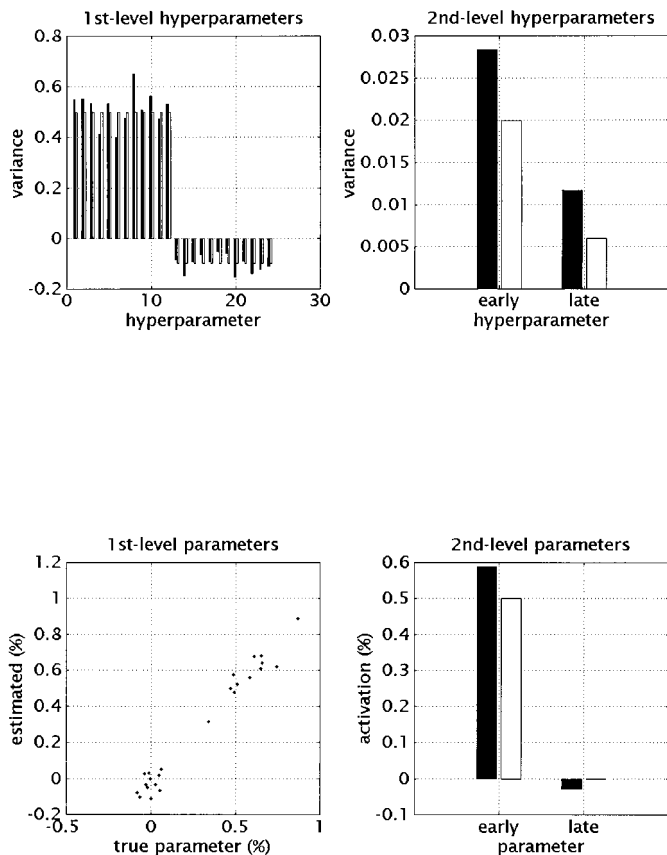 1st-level hyperparameters
0.8
0.6
0.4
0.2
0
-0.2
variance
0
10
20
30
hyperparameter
2nd-level hyperparameters
0.03
0.025
0.02
0.015
0.01
0.005
0
variance
early
late
hyperparameter
1st-level parameters
1.2
1
0.8
0.6
0.4
0.2
0
-0.2
estimated (%)
-0.5
0
0.5
1
true parameter (%)
2nd-level parameters
0.6
0.5
0.4
0.3
0.2
0.1
0
-0.1
activation (%)
early
late
parameter